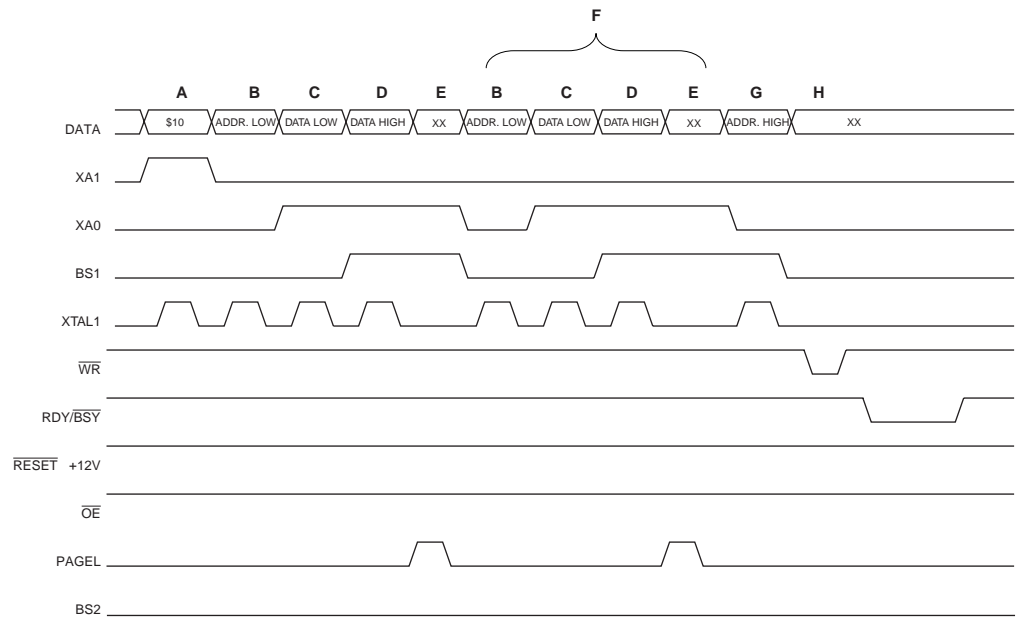 F
A B C D E B C D E G H
DATA $10 ADDR. LOW DATA LOW DATA HIGH XX ADDR. LOW DATA LOW DATA HIGH XX ADDR. HIGH XX
XA1
XA0
BS1
XTAL1
WR
RDY/BSY
RESET +12V
OE
PAGEL
BS2